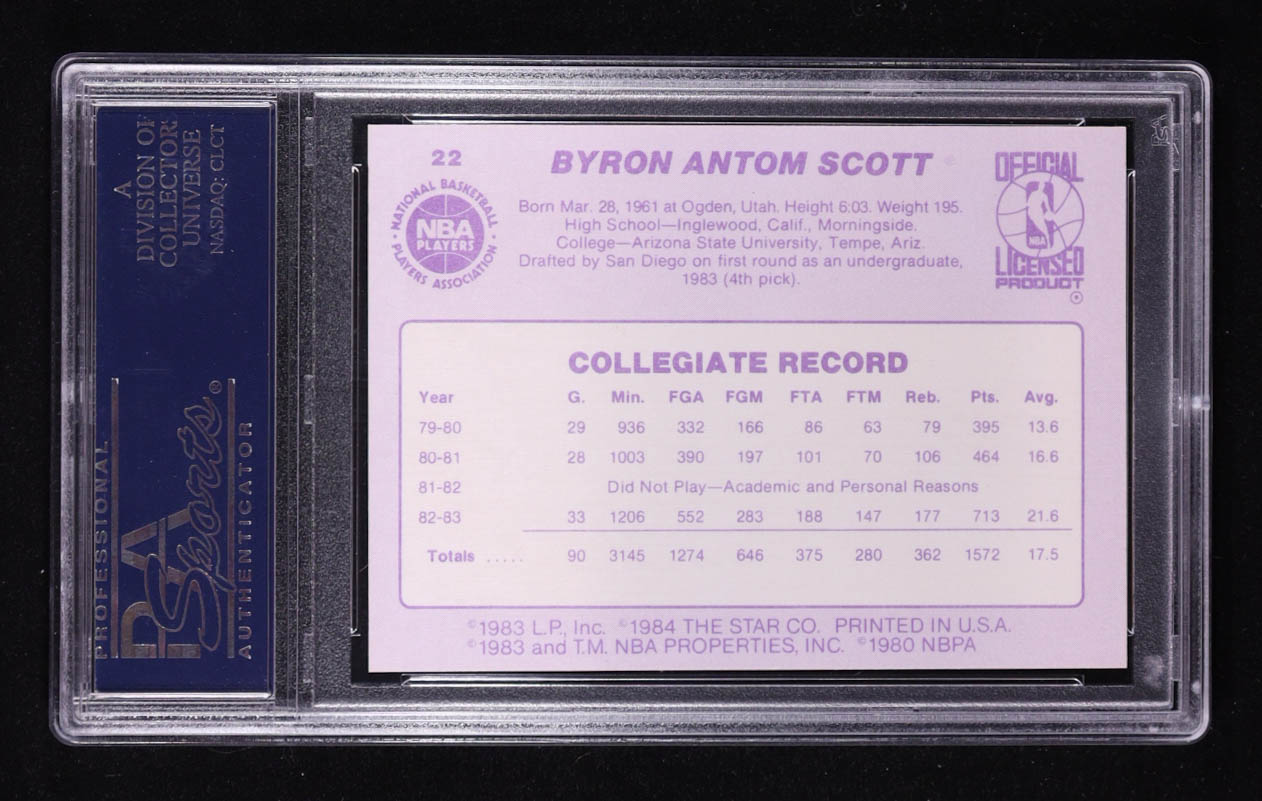 A
DIVISION OF
COLLECTOR
UNIVERSE
NASDAQ: CLCT
PROFESSIONAL
PSA
Sports®
AUTHENTICATOR
22
BYRON ANTOM SCOTT
NATIONAL BASKETBALL
NBA
PLAYERS
PLAYERS ASSOCIATION
Born Mar. 28, 1961 at Ogden, Utah. Height 6:03. Weight 195.
High School—Inglewood, Calif., Morningside.
College—Arizona State University, Tempe, Ariz.
Drafted by San Diego on first round as an undergraduate,
1983 (4th pick).
OFFICIAL
NBA
LICENSED
PRODUCT
COLLEGIATE RECORD
Year G. Min. FGA FGM FTA FTM Reb. Pts. Avg.
79-80 29 936 332 166 86 63 79 395 13.6
80-81 28 1003 390 197 101 70 106 464 16.6
81-82 Did Not Play—Academic and Personal Reasons
82-83 33 1206 552 283 188 147 177 713 21.6
Totals ..... 90 3145 1274 646 375 280 362 1572 17.5
©1983 L.P., Inc. ©1984 THE STAR CO. PRINTED IN U.S.A.
©1983 and T.M. NBA PROPERTIES, INC. ©1980 NBPA